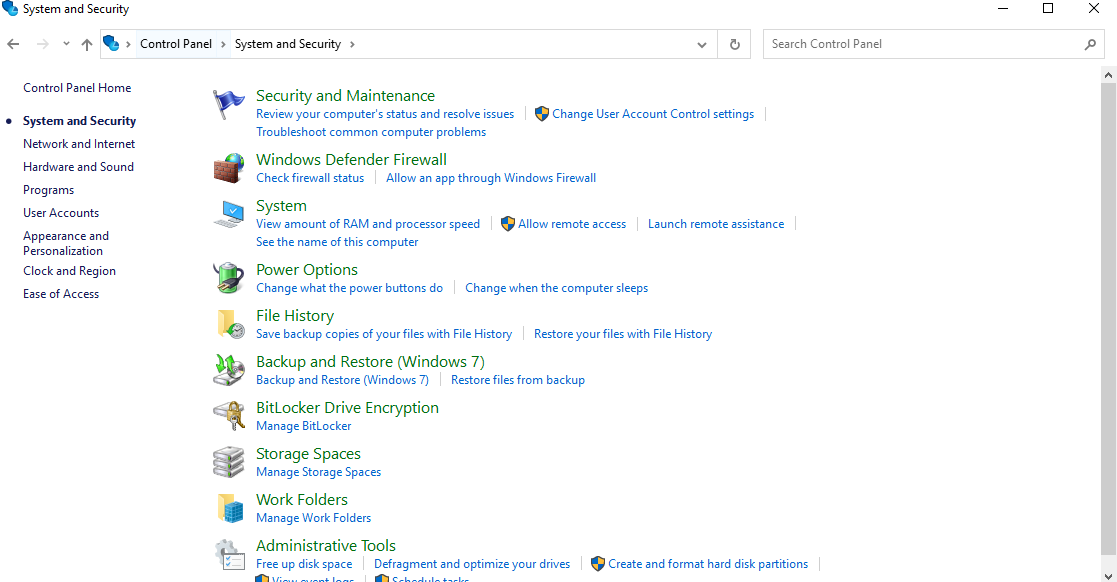 System and Security
Control Panel > System and Security >
Search Control Panel
Control Panel Home
System and Security
Network and Internet
Hardware and Sound
Programs
User Accounts
Appearance and
Personalization
Clock and Region
Ease of Access
Security and Maintenance
Review your computer's status and resolve issues
Change User Account Control settings
Troubleshoot common computer problems
Windows Defender Firewall
Check firewall status
Allow an app through Windows Firewall
System
View amount of RAM and processor speed
Allow remote access
Launch remote assistance
See the name of this computer
Power Options
Change what the power buttons do
Change when the computer sleeps
File History
Save backup copies of your files with File History
Restore your files with File History
Backup and Restore (Windows 7)
Backup and Restore (Windows 7)
Restore files from backup
BitLocker Drive Encryption
Manage BitLocker
Storage Spaces
Manage Storage Spaces
Work Folders
Manage Work Folders
Administrative Tools
Free up disk space
Defragment and optimize your drives
Create and format hard disk partitions
View event logs
Schedule tasks